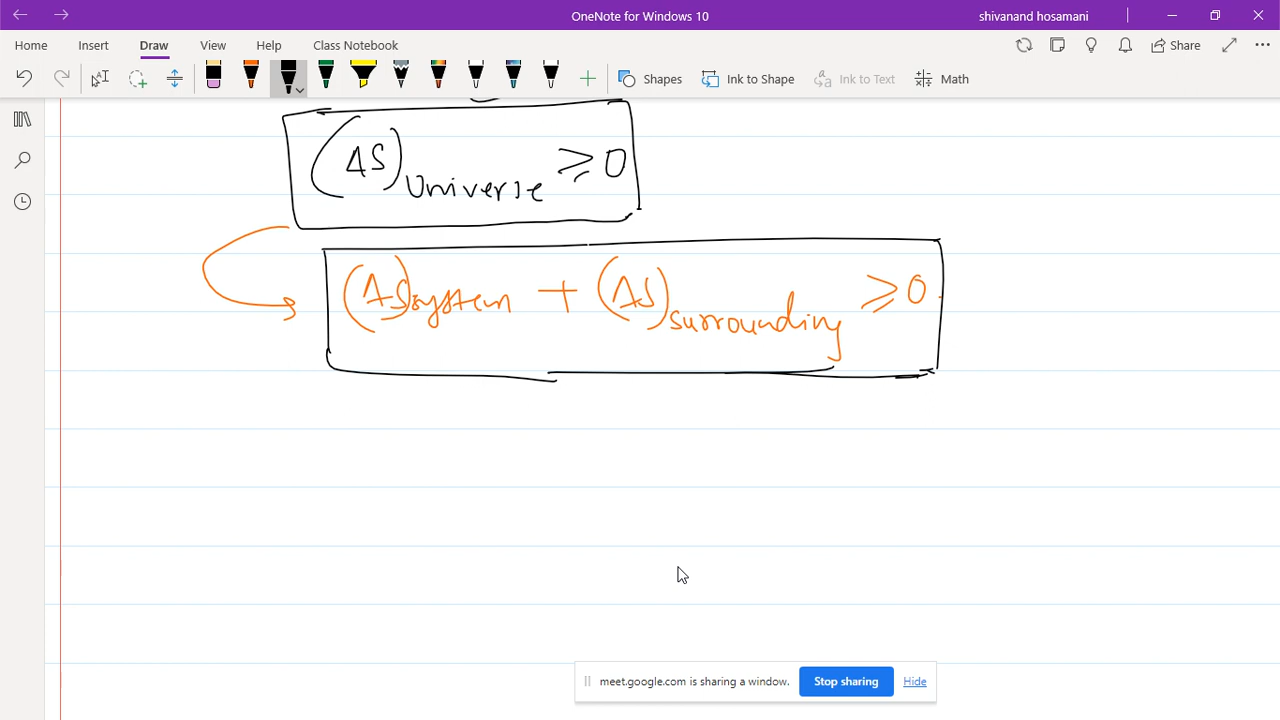 OneNote for Windows 10
shivanand hosamani
Home Insert Draw View Help Class Notebook
Share
Shapes Ink to Shape Ink to Text Math
(ΔS)Universe ≥ 0
(ΔS)system + (ΔS)surrounding ≥ 0.
meet.google.com is sharing a window. Stop sharing Hide